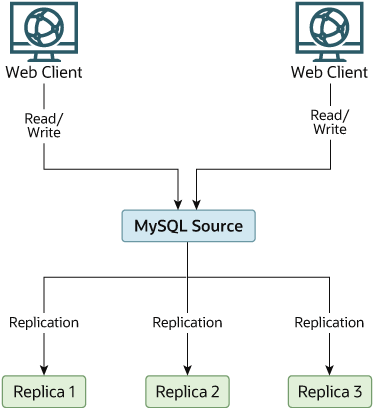 Web Client
Web Client
Read/
Write
Read/
Write
MySQL Source
Replication
Replication
Replication
Replica 1
Replica 2
Replica 3